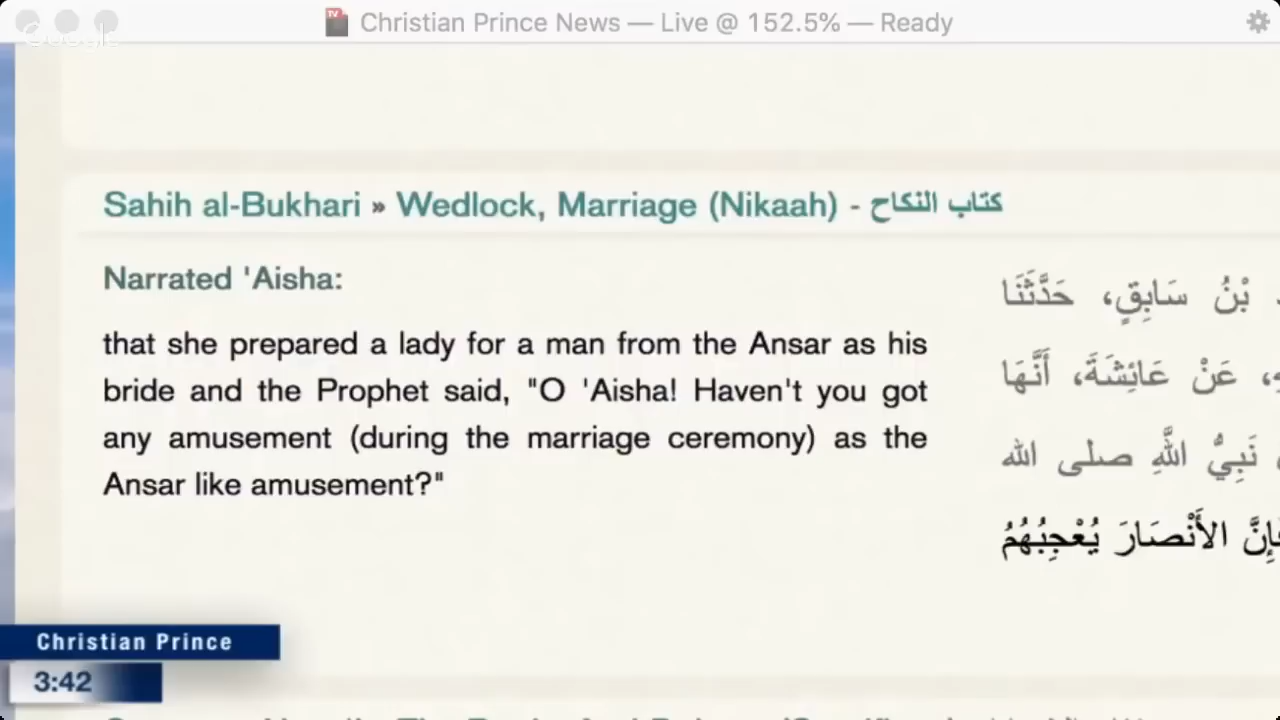 Christian Prince News — Live @ 152.5% — Ready
Google
Sahih al-Bukhari » Wedlock, Marriage (Nikaah) - كتاب النكاح
Narrated 'Aisha:
that she prepared a lady for a man from the Ansar as his
bride and the Prophet said, "O 'Aisha! Haven't you got
any amusement (during the marriage ceremony) as the
Ansar like amusement?"
بْنُ سَابِقٍ، حَدَّثَنَا
عَنْ عَائِشَةَ، أَنَّهَا
نَبِيُّ اللَّهِ صلى الله
فَإِنَّ الأَنْصَارَ يُعْجِبُهُمُ
Christian Prince
3:42